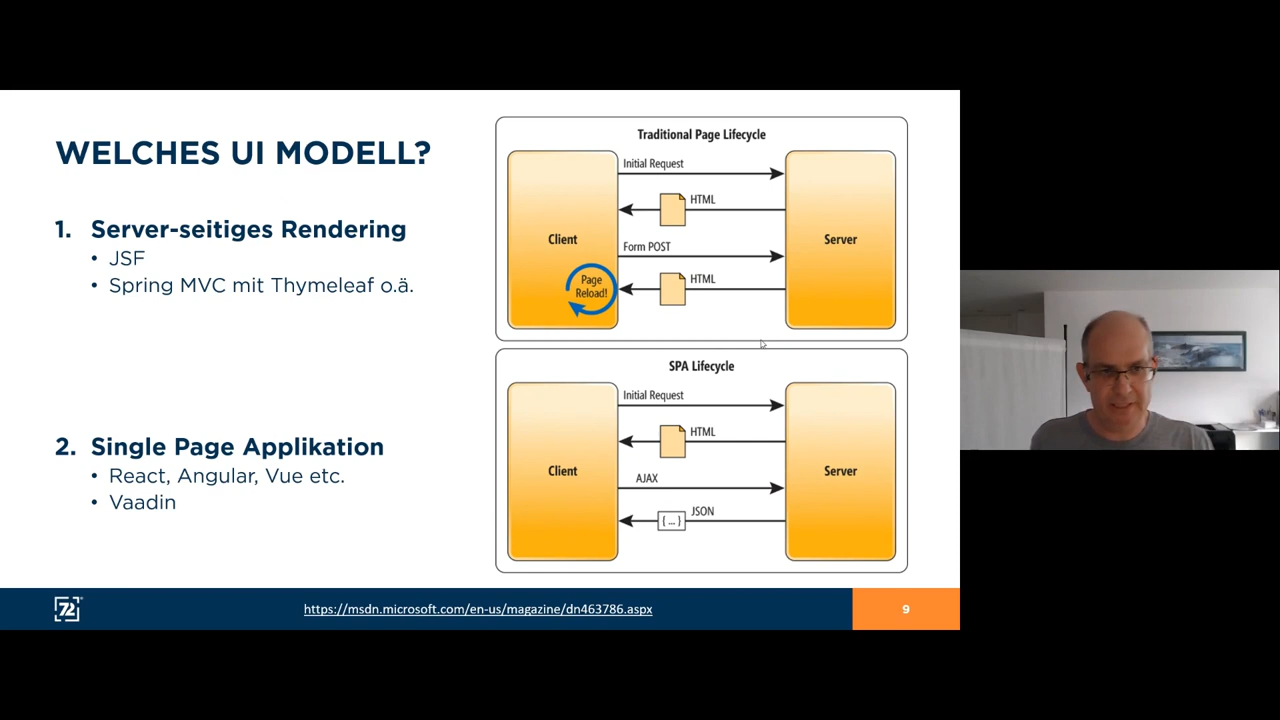 WELCHES UI MODELL?
1. Server-seitiges Rendering
• JSF
• Spring MVC mit Thymeleaf o.ä.
2. Single Page Applikation
• React, Angular, Vue etc.
• Vaadin
Traditional Page Lifecycle
Initial Request
HTML
Client
Server
Form POST
HTML
Page
Reload!
SPA Lifecycle
Initial Request
HTML
Client
Server
AJAX
JSON
{ ... }
72
https://msdn.microsoft.com/en-us/magazine/dn463786.aspx
9